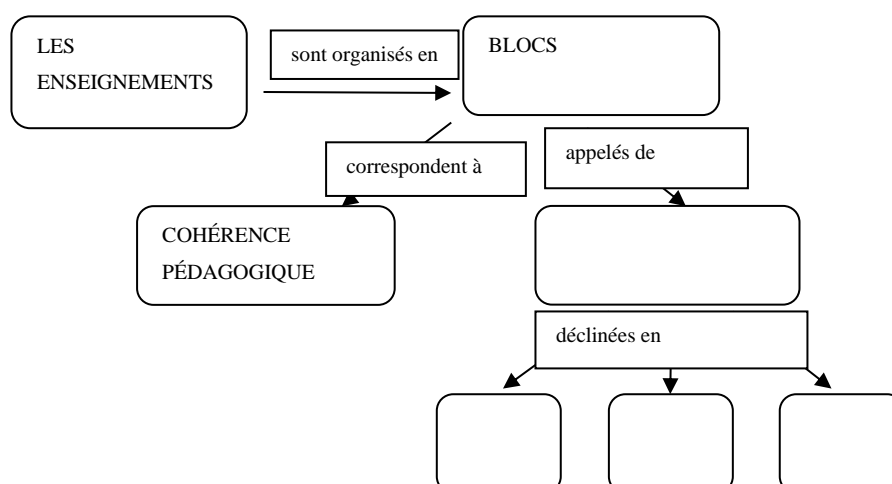 LES
ENSEIGNEMENTS
sont organisés en
BLOCS
correspondent à
appelés de
COHÉRENCE
PÉDAGOGIQUE
déclinées en